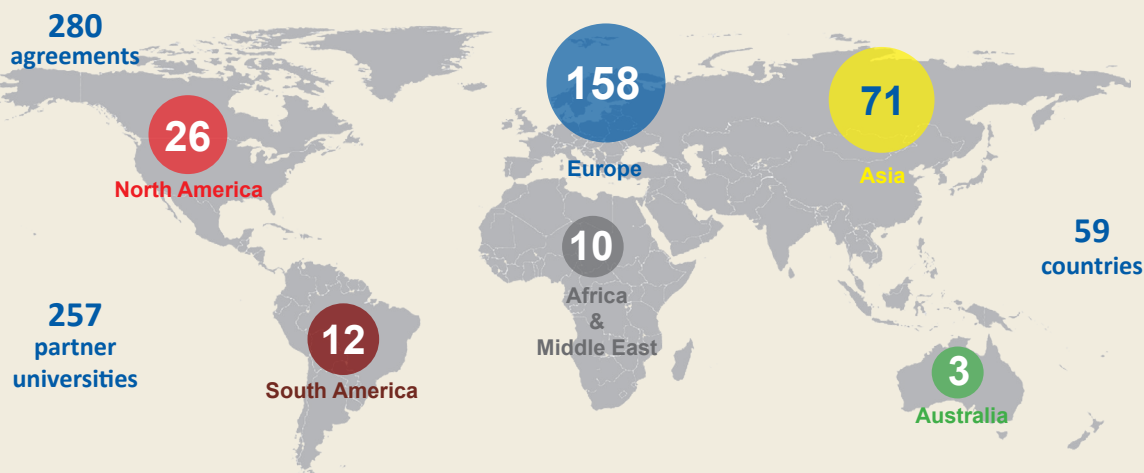 280
agreements
158
Europe
71
Asia
26
North America
10
Africa
&
Middle East
59
countries
257
partner
universities
12
South America
3
Australia